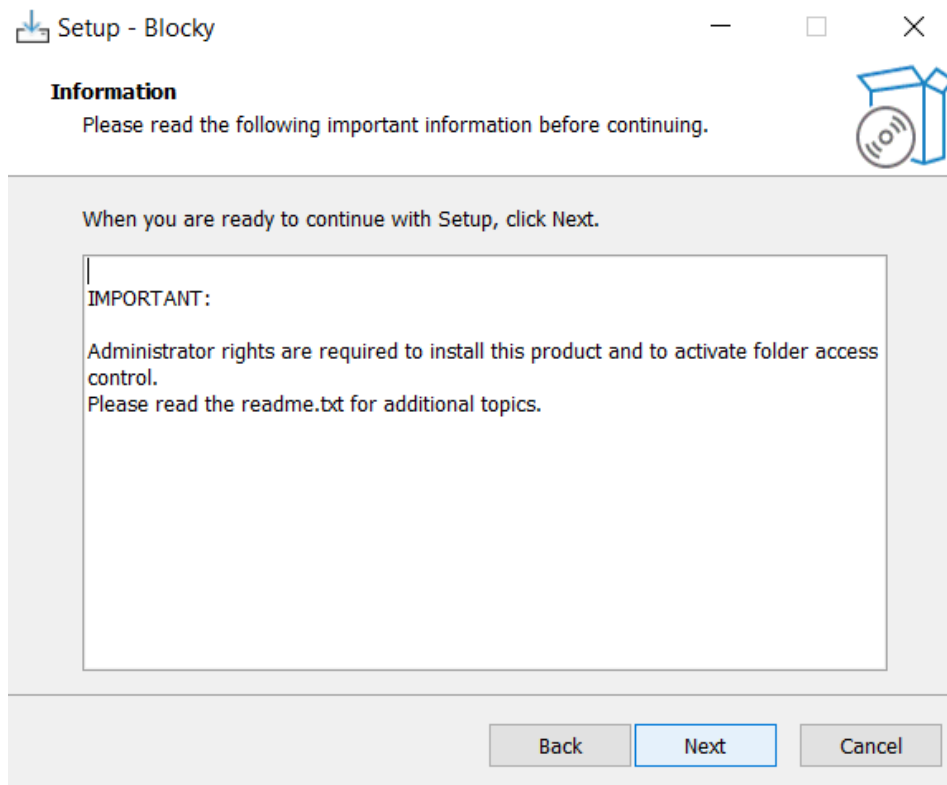 Setup - Blocky
Information
Please read the following important information before continuing.
When you are ready to continue with Setup, click Next.
IMPORTANT:
Administrator rights are required to install this product and to activate folder access
control.
Please read the readme.txt for additional topics.
Back
Next
Cancel